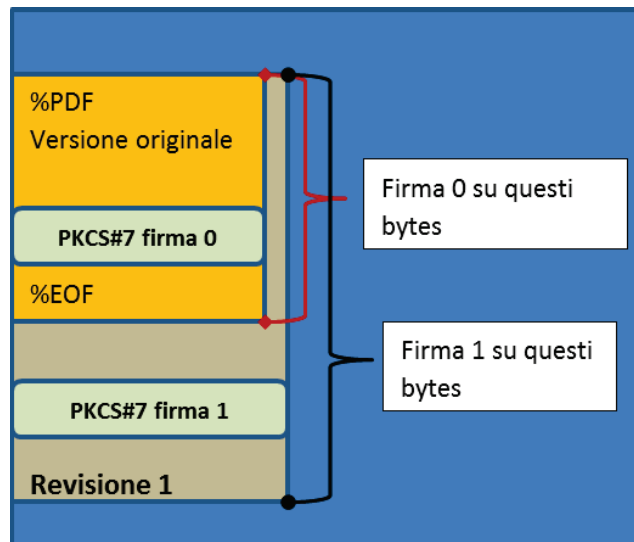 %PDF
Versione originale
PKCS#7 firma 0
%EOF
Firma 0 su questi
bytes
Firma 1 su questi
bytes
PKCS#7 firma 1
Revisione 1